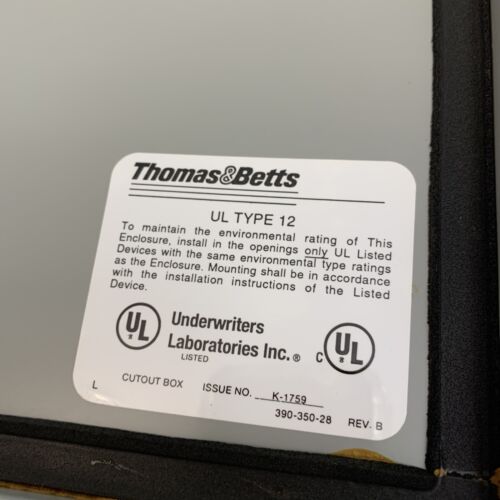 Thomas&Betts
UL TYPE 12
To maintain the environmental rating of This
Enclosure, install in the openings only UL Listed
Devices with the same environmental type ratings
as the Enclosure. Mounting shall be in accordance
with the installation instructions of the Listed
Device.
UL Underwriters Laboratories Inc.®
LISTED
C UL
L CUTOUT BOX ISSUE NO. K-1759
390-350-28 REV. B